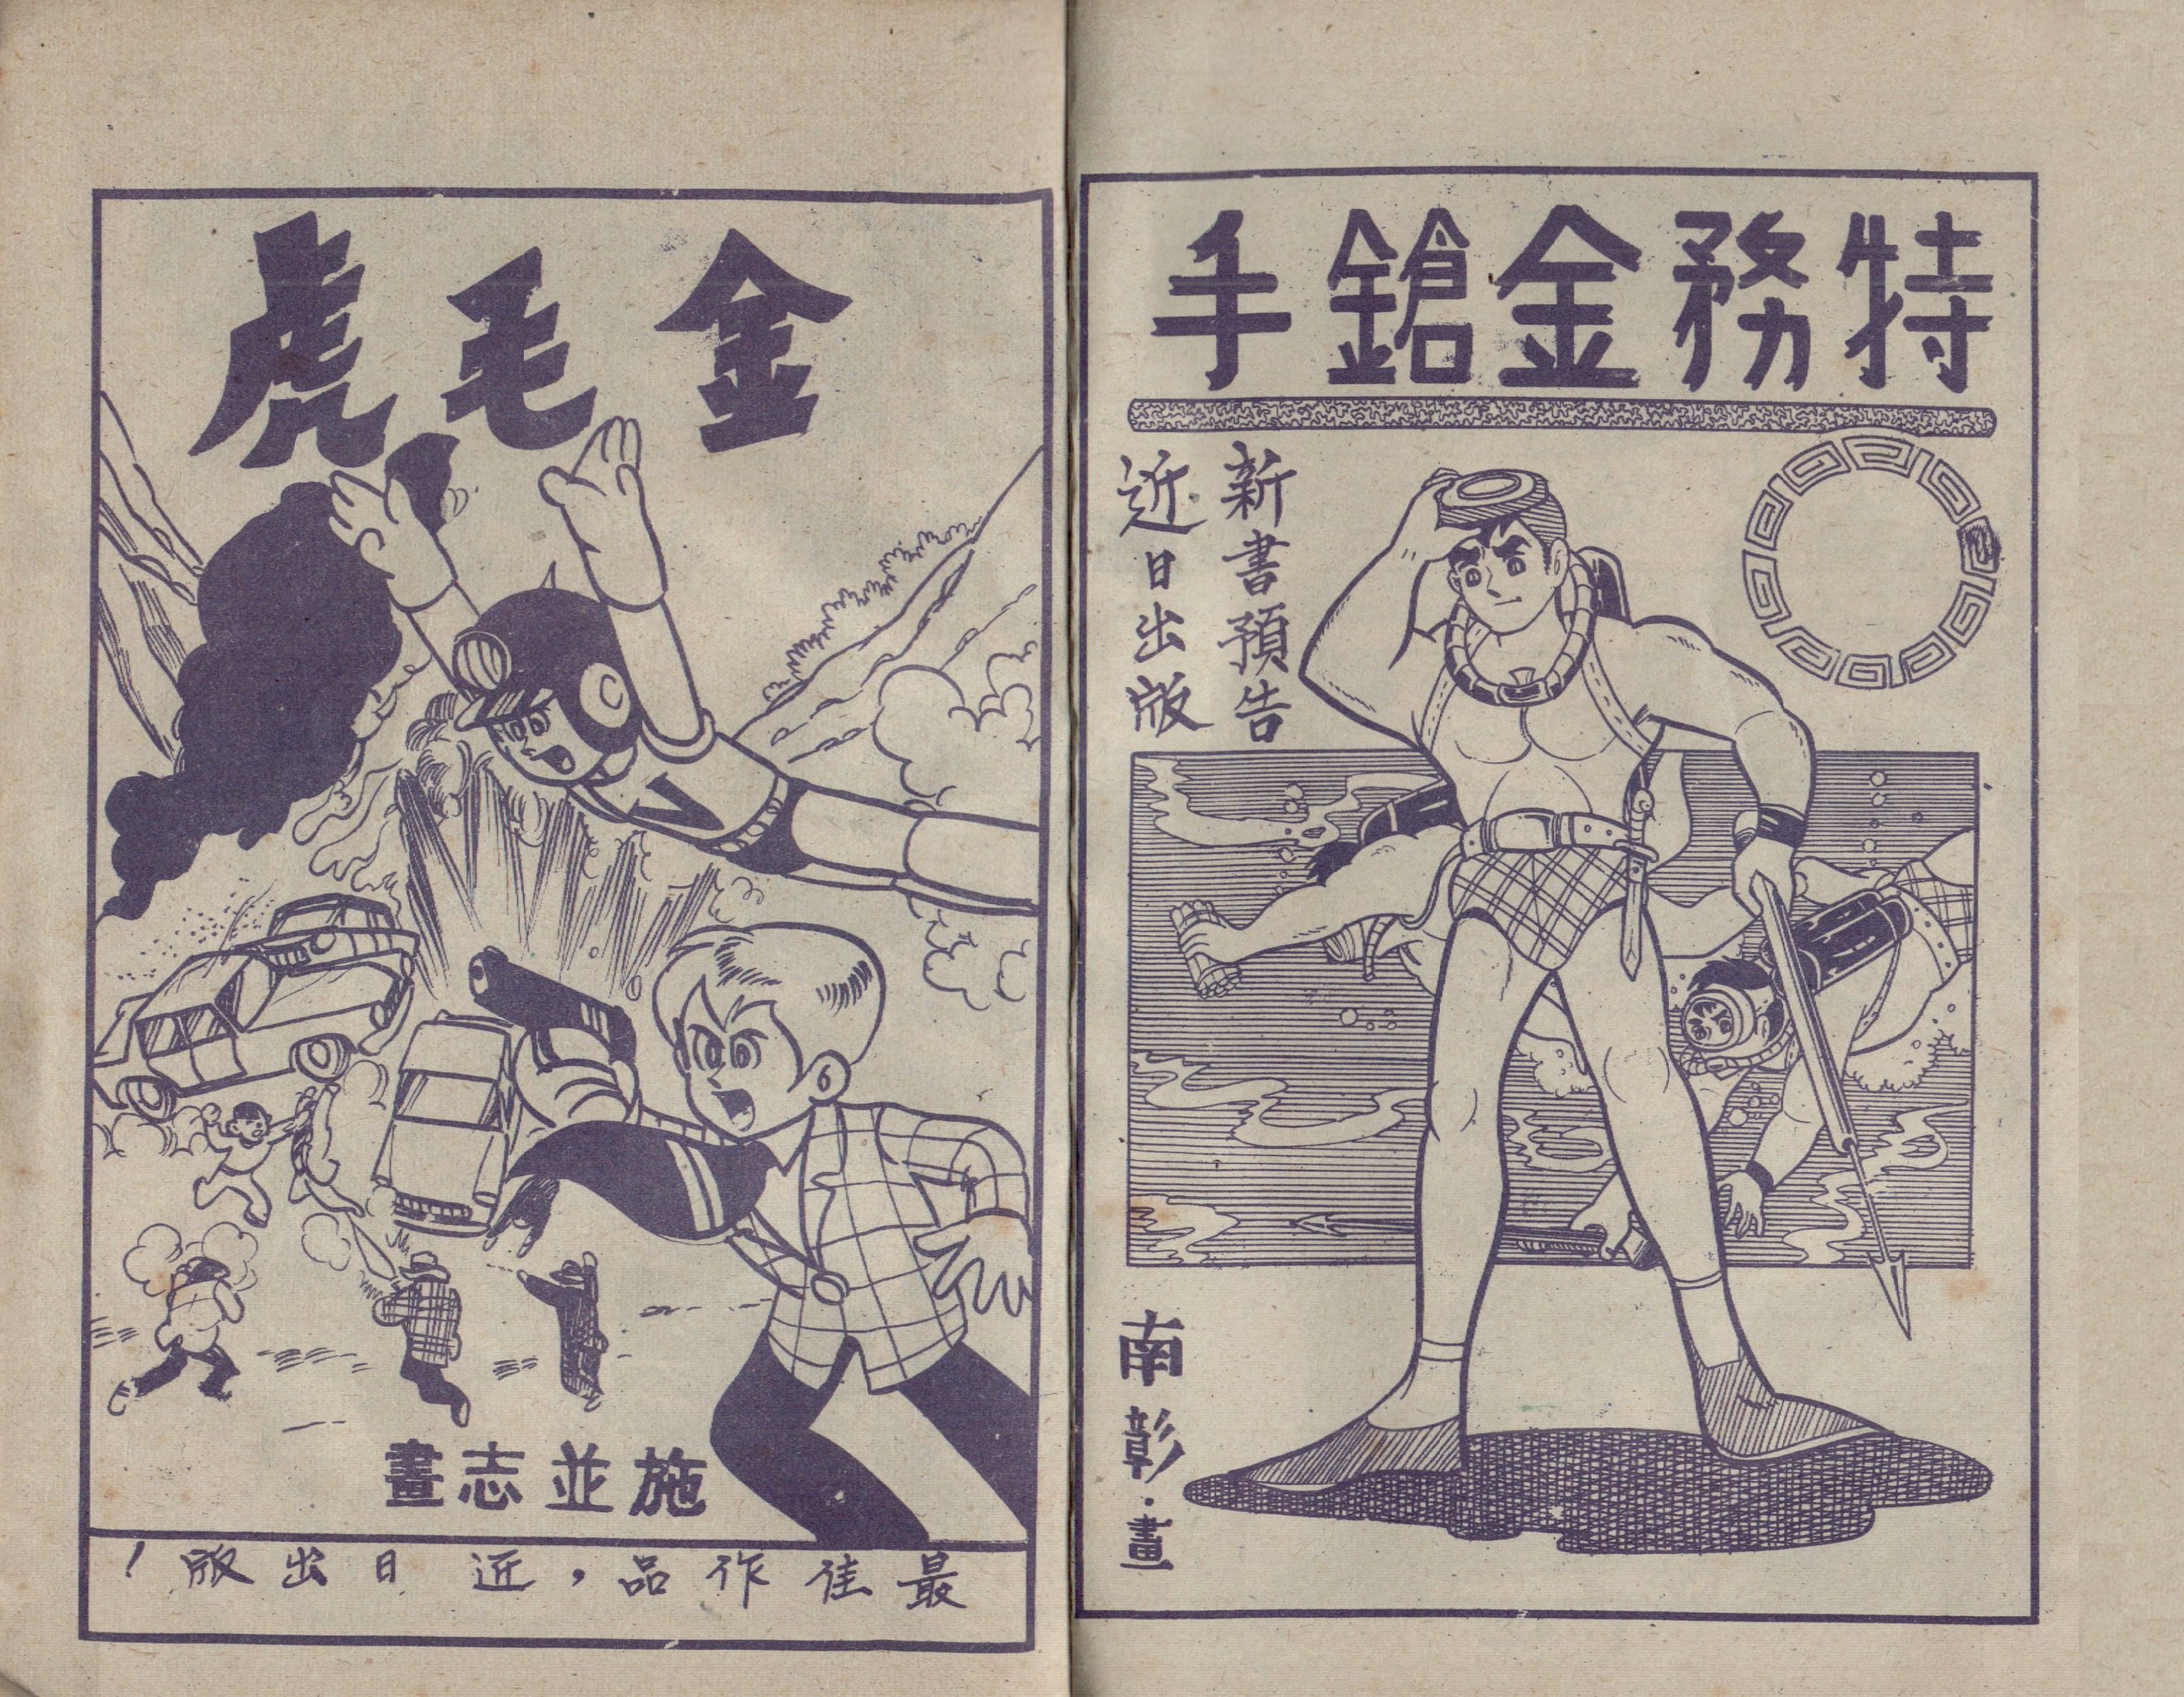 特務金鎗手
新書預告
近日出版
南彰·畫
金毛虎
施並志畫
最佳作品，近日出版！